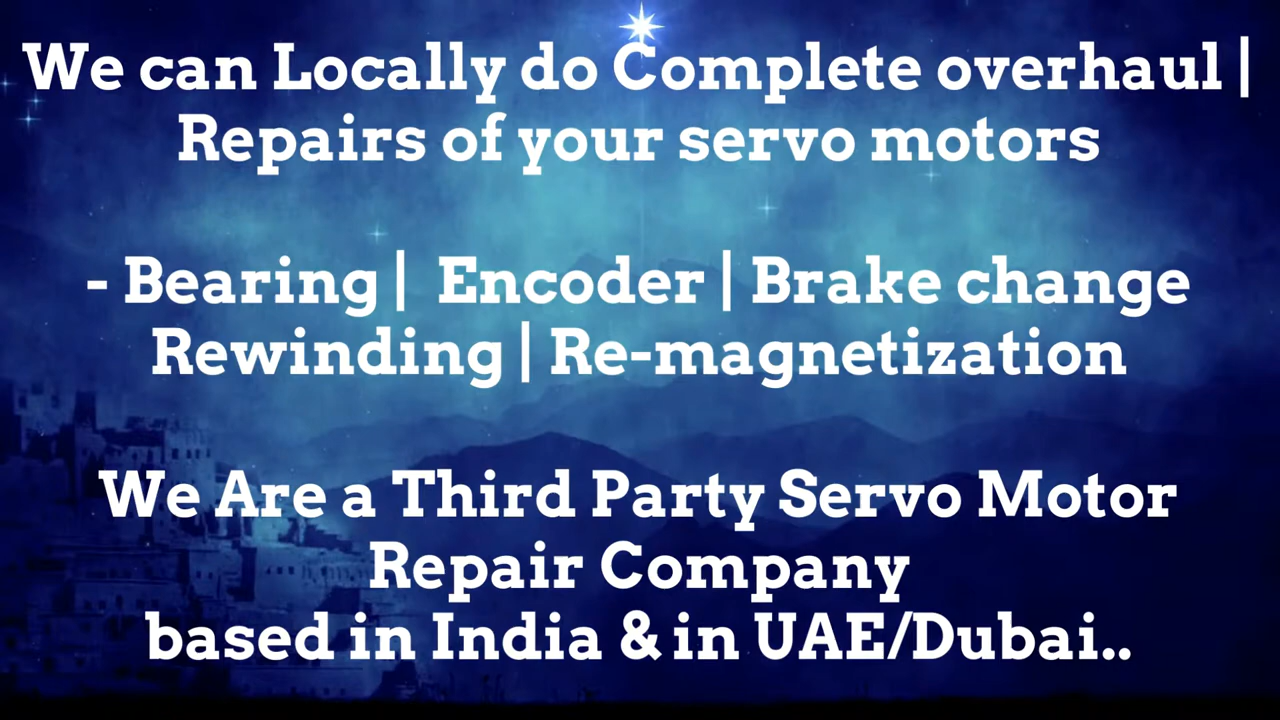 We can Locally do Complete overhaul |
Repairs of your servo motors
- Bearing |  Encoder | Brake change
Rewinding | Re-magnetization
We Are a Third Party Servo Motor
Repair Company
based in India & in UAE/Dubai..